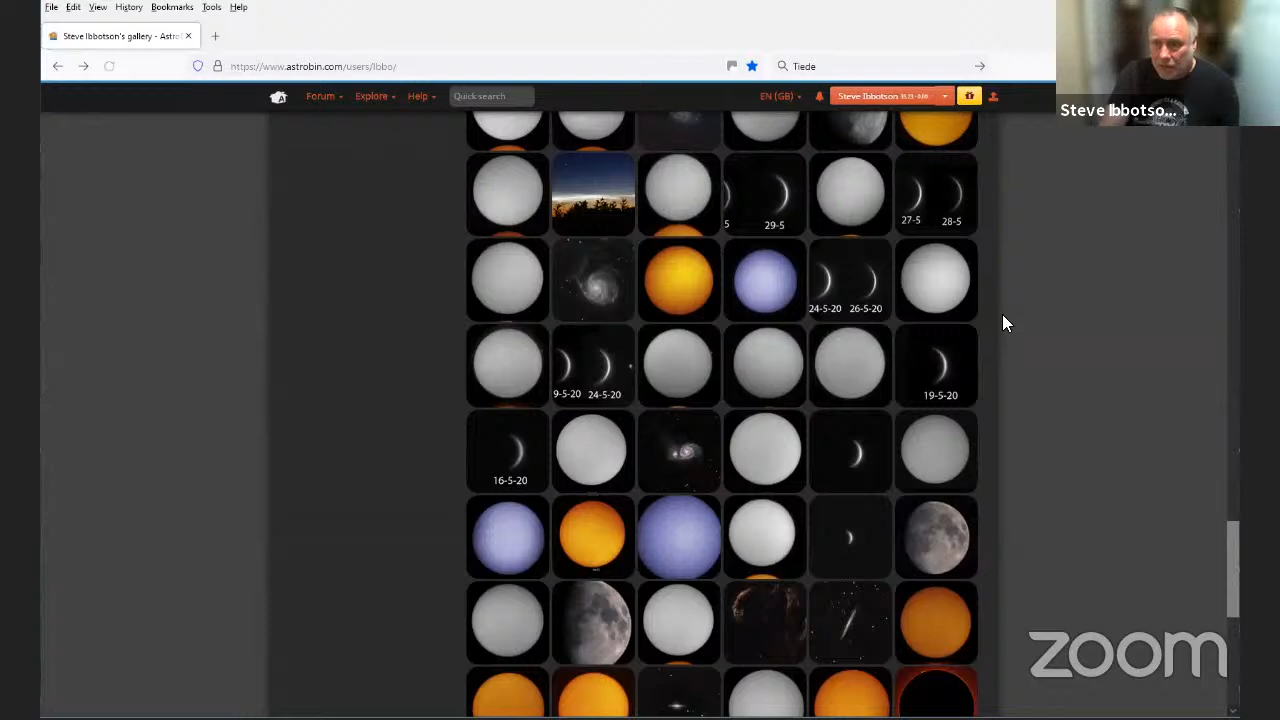 File Edit View History Bookmarks Tools Help
Steve Ibbotson's gallery - Astro
https://www.astrobin.com/users/Ibbo/
Tiede
Forum Explore Help Quick search
EN (GB) Steve Ibbotson
Steve Ibbotso...
5 29-5
27-5 28-5
24-5-20 26-5-20
9-5-20 24-5-20
19-5-20
16-5-20
zoom